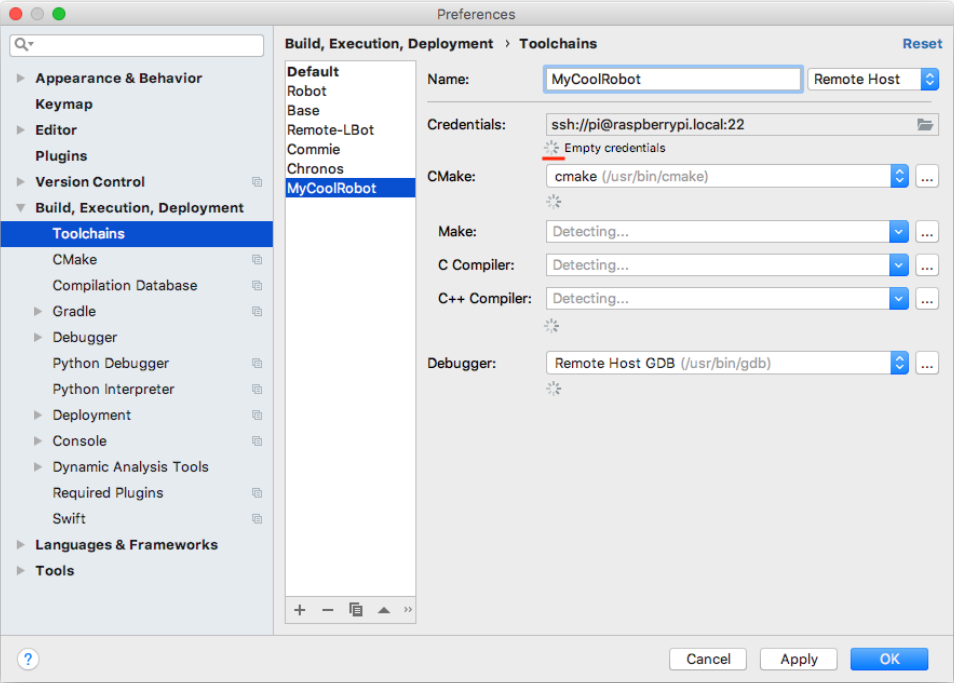 Preferences
Appearance & Behavior
Keymap
Editor
Plugins
Version Control
Build, Execution, Deployment
Toolchains
CMake
Compilation Database
Gradle
Debugger
Python Debugger
Python Interpreter
Deployment
Console
Dynamic Analysis Tools
Required Plugins
Swift
Languages & Frameworks
Tools
Build, Execution, Deployment › Toolchains
Reset
Default
Robot
Base
Remote-LBot
Commie
Chronos
MyCoolRobot
Name: MyCoolRobot Remote Host
Credentials: ssh://pi@raspberrypi.local:22
Empty credentials
CMake: cmake (/usr/bin/cmake) ...
Make: Detecting... ...
C Compiler: Detecting... ...
C++ Compiler: Detecting... ...
Debugger: Remote Host GDB (/usr/bin/gdb) ...
? Cancel Apply OK